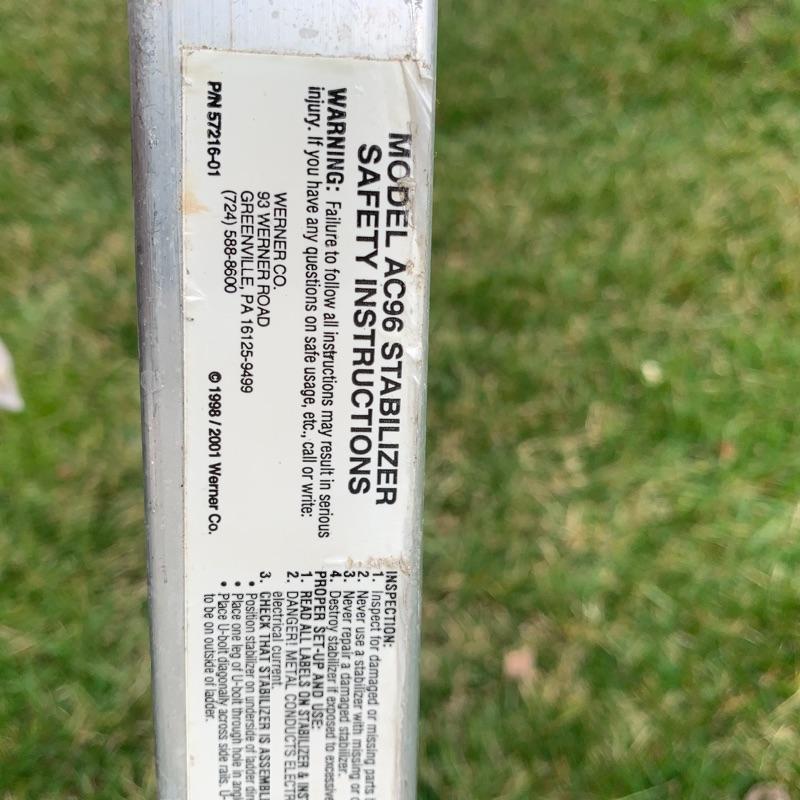 MODEL AC96 STABILIZER
SAFETY INSTRUCTIONS
WARNING: Failure to follow all instructions may result in serious
injury. If you have any questions on safe usage, etc., call or write:
WERNER CO.
93 WERNER ROAD
GREENVILLE, PA 16125-9499
(724) 588-8600
P/N 57216-01
© 1998 / 2001 Werner Co.
INSPECTION:
1. Inspect for damaged or missing parts
2. Never use a stabilizer with missing or
3. Never repair a damaged stabilizer.
4. Destroy stabilizer if exposed to excessive
PROPER SET-UP AND USE:
1. READ ALL LABELS ON STABILIZER & INS
2. DANGER! METAL CONDUCTS ELECTR
electrical current.
3. CHECK THAT STABILIZER IS ASSEMBL
• Position stabilizer on underside of ladder
• Place one leg of U-bolt through hole in
• Place U-bolt diagonally across side rails. U-
to be on outside of ladder.